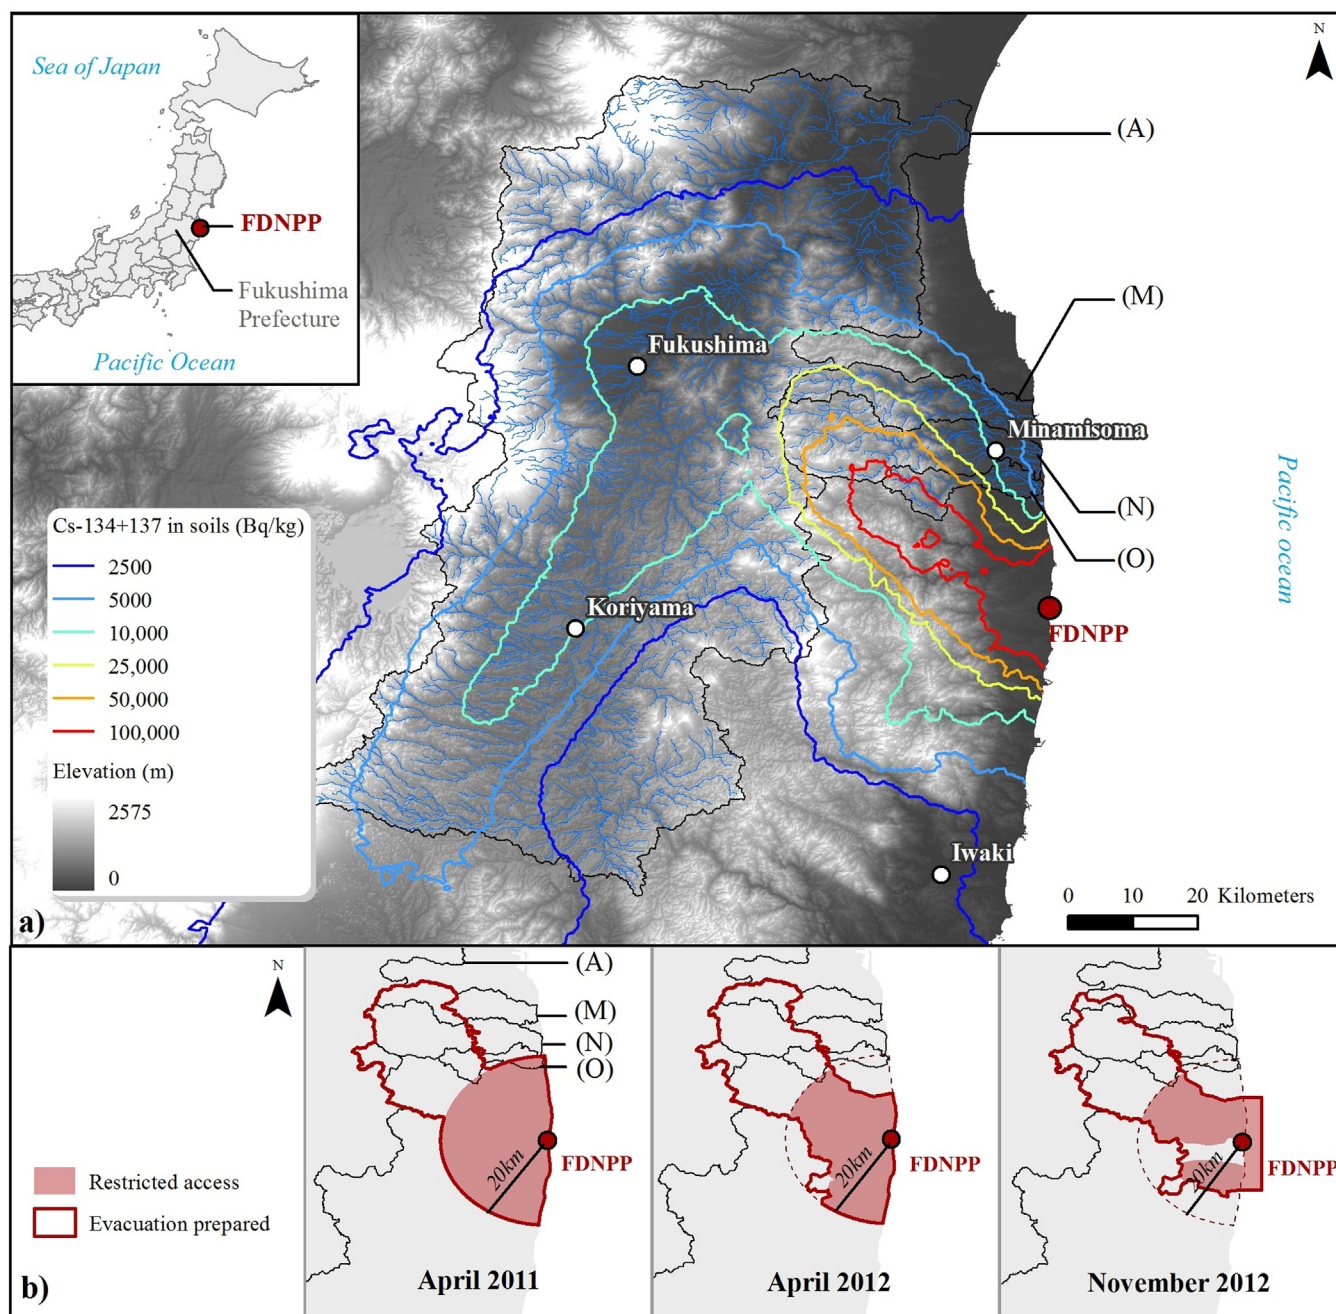 Sea of Japan
FDNPP
Fukushima
Prefecture
Pacific Ocean
N
(A)
(M)
Fukushima
Minamisoma
(N)
(O)
Pacific ocean
Koriyama
FDNPP
Iwaki
Cs-134+137 in soils (Bq/kg)
2500
5000
10,000
25,000
50,000
100,000
Elevation (m)
2575
0
0 10 20 Kilometers
a)
N
(A)
(M)
(N)
(O)
20km
FDNPP
April 2011
20km
FDNPP
April 2012
20km
FDNPP
November 2012
Restricted access
Evacuation prepared
b)